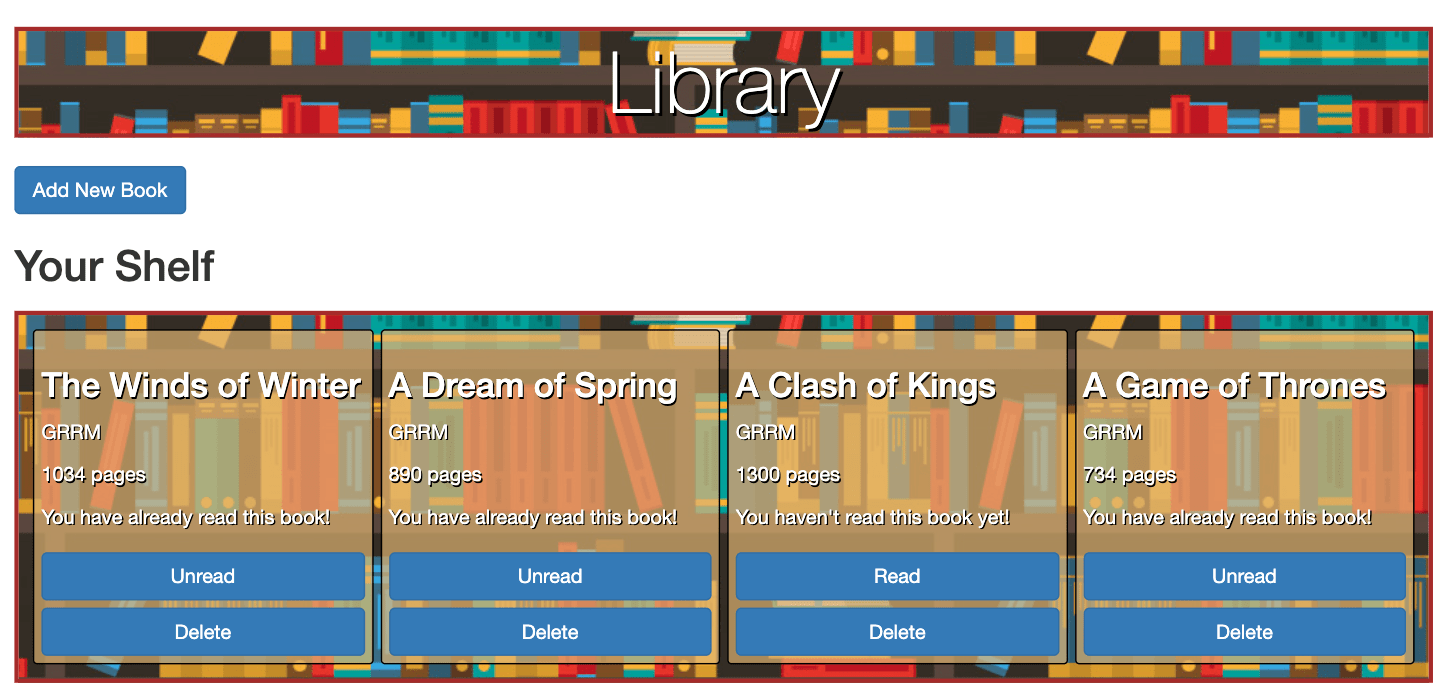 Library
Add New Book
Your Shelf
The Winds of Winter
GRRM
1034 pages
You have already read this book!
Unread
Delete
A Dream of Spring
GRRM
890 pages
You have already read this book!
Unread
Delete
A Clash of Kings
GRRM
1300 pages
You haven't read this book yet!
Read
Delete
A Game of Thrones
GRRM
734 pages
You have already read this book!
Unread
Delete